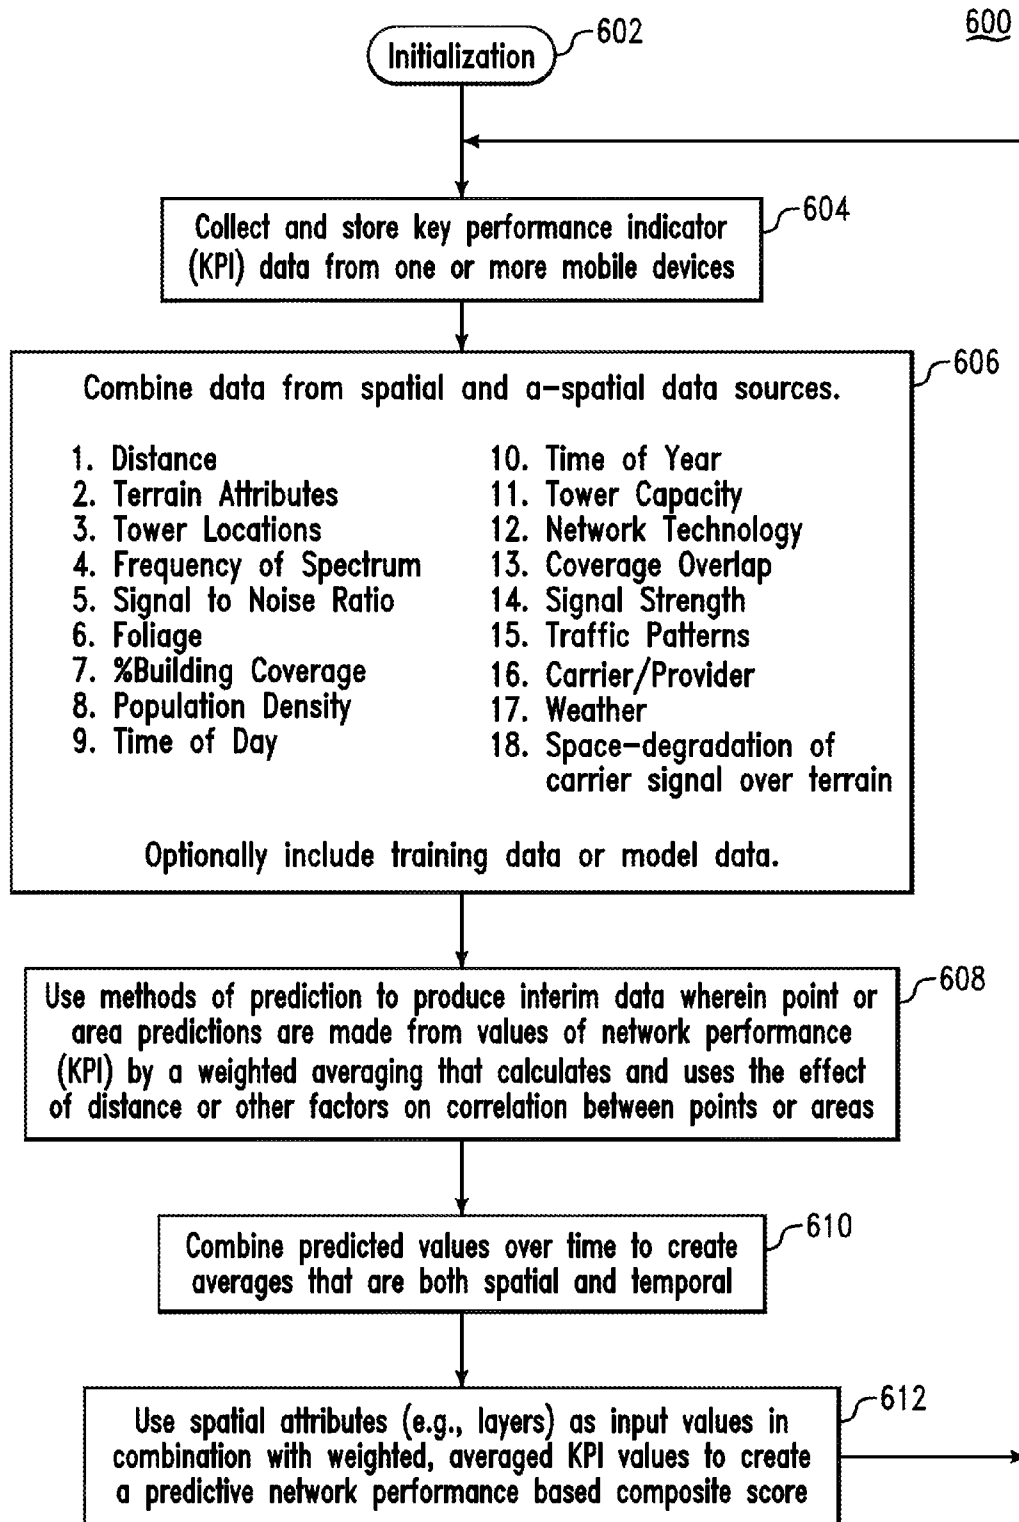 600
602
Initialization
604
Collect and store key performance indicator
(KPI) data from one or more mobile devices
606
Combine data from spatial and a-spatial data sources.
1. Distance
2. Terrain Attributes
3. Tower Locations
4. Frequency of Spectrum
5. Signal to Noise Ratio
6. Foliage
7. %Building Coverage
8. Population Density
9. Time of Day
10. Time of Year
11. Tower Capacity
12. Network Technology
13. Coverage Overlap
14. Signal Strength
15. Traffic Patterns
16. Carrier/Provider
17. Weather
18. Space-degradation of
carrier signal over terrain
Optionally include training data or model data.
608
Use methods of prediction to produce interim data wherein point or
area predictions are made from values of network performance
(KPI) by a weighted averaging that calculates and uses the effect
of distance or other factors on correlation between points or areas
610
Combine predicted values over time to create
averages that are both spatial and temporal
612
Use spatial attributes (e.g., layers) as input values in
combination with weighted, averaged KPI values to create
a predictive network performance based composite score